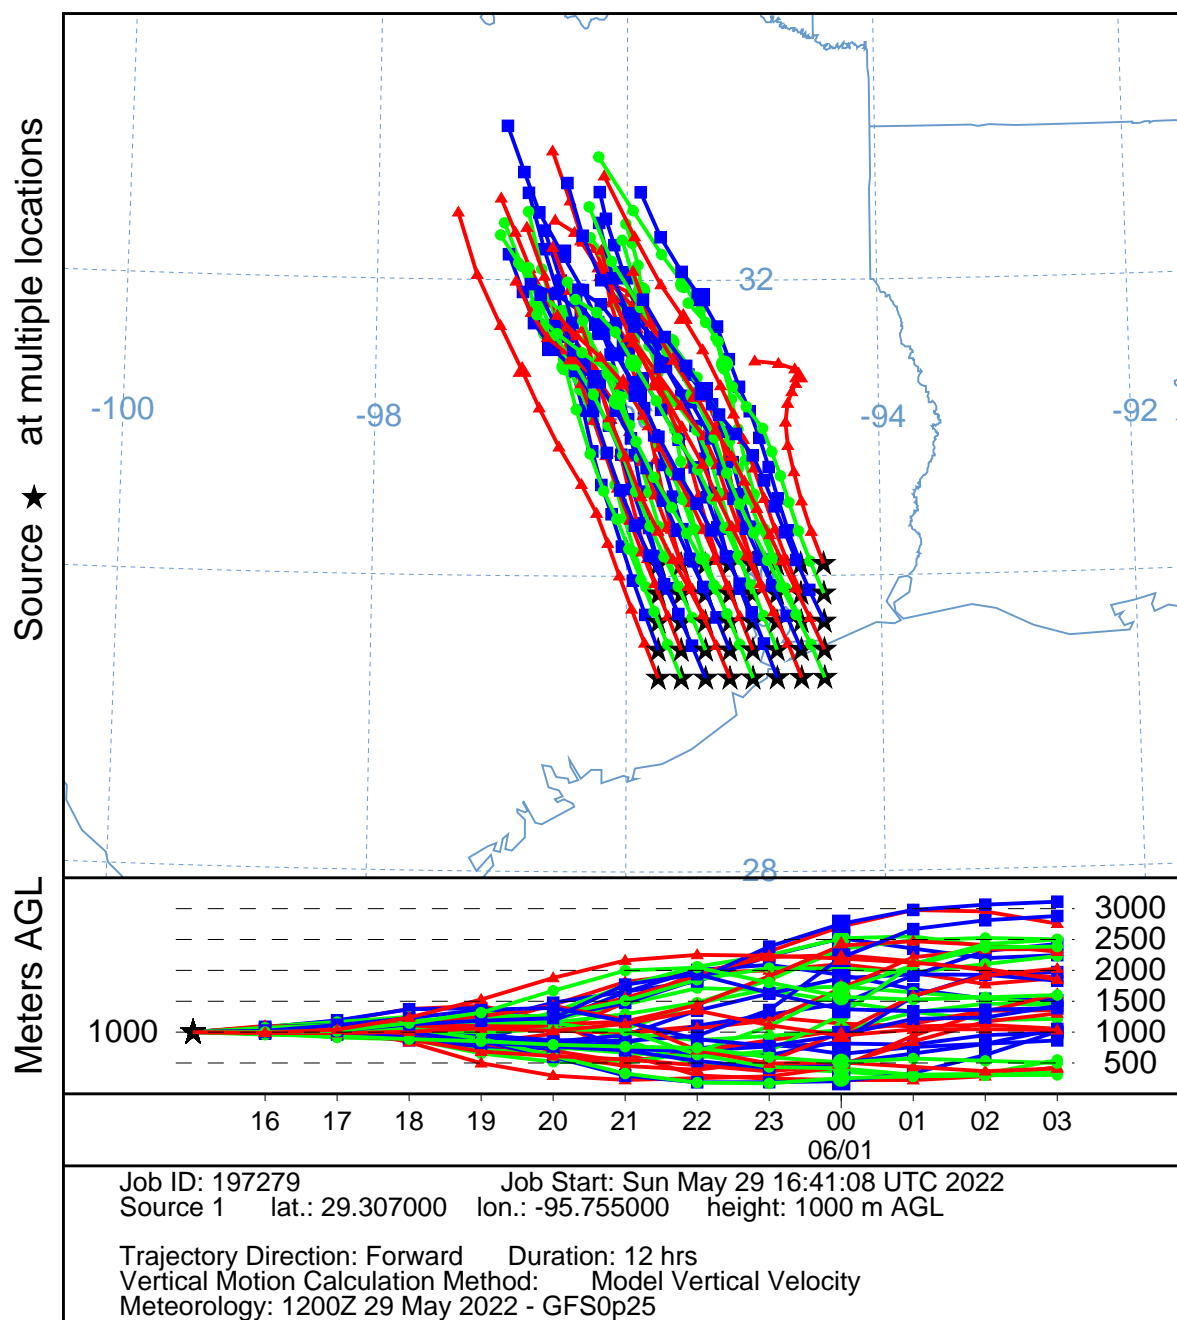 Source ★ at multiple locations
32
-100
-98
-94
-92
28
Meters AGL
3000
2500
2000
1500
1000
1000
500
16 17 18 19 20 21 22 23 00 01 02 03
06/01
Job ID: 197279 Job Start: Sun May 29 16:41:08 UTC 2022
Source 1 lat.: 29.307000 lon.: -95.755000 height: 1000 m AGL
Trajectory Direction: Forward Duration: 12 hrs
Vertical Motion Calculation Method: Model Vertical Velocity
Meteorology: 1200Z 29 May 2022 - GFS0p25